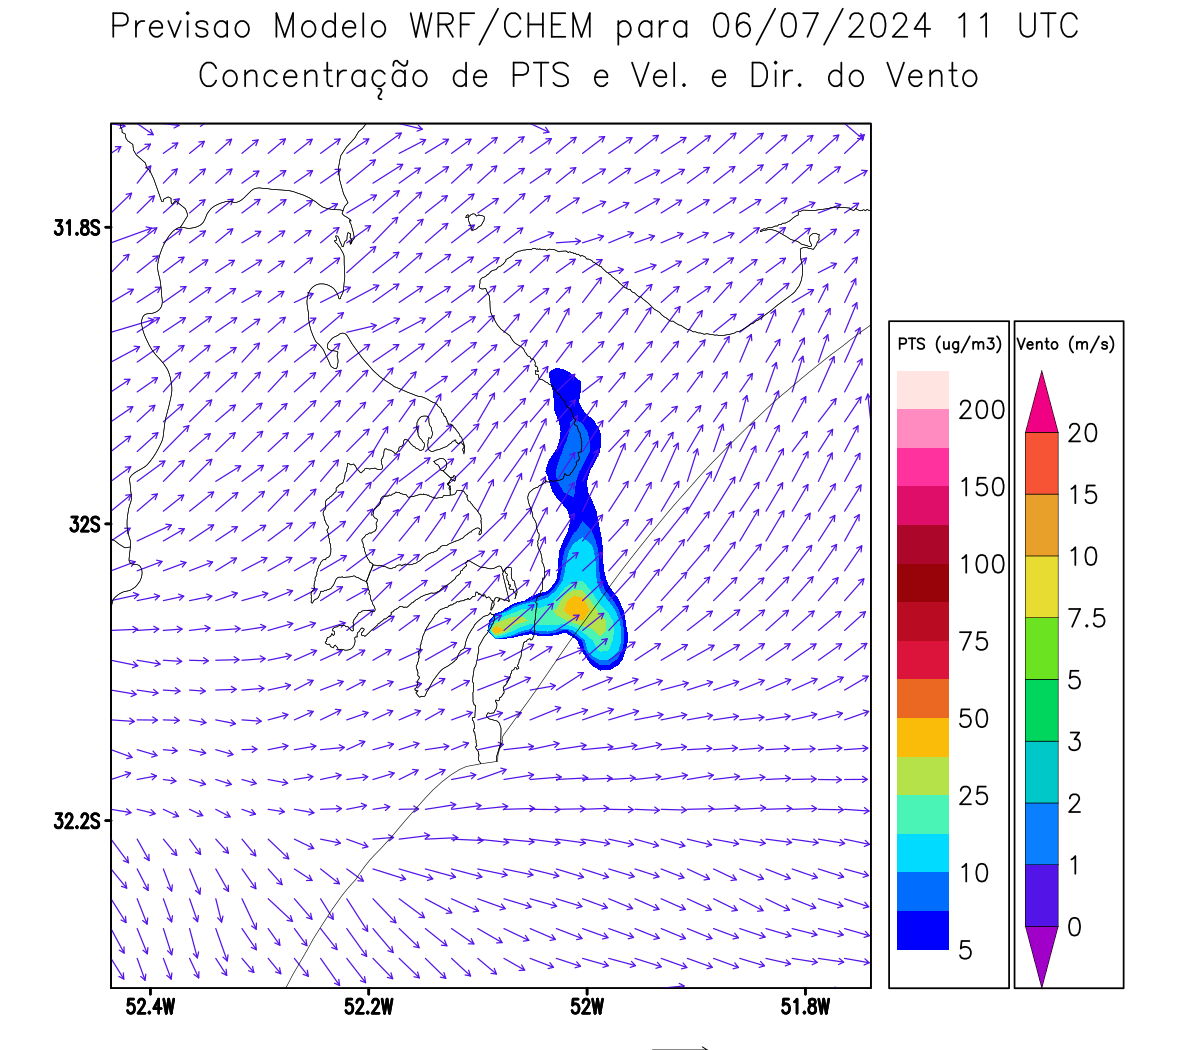 Previsao Modelo WRF/CHEM para 06/07/2024 11 UTC
Concentração de PTS e Vel. e Dir. do Vento
31.8S
32S
32.2S
52.4W 52.2W 52W 51.8W
PTS (ug/m3)
200
150
100
75
50
25
10
5
Vento (m/s)
20
15
10
7.5
5
3
2
1
0